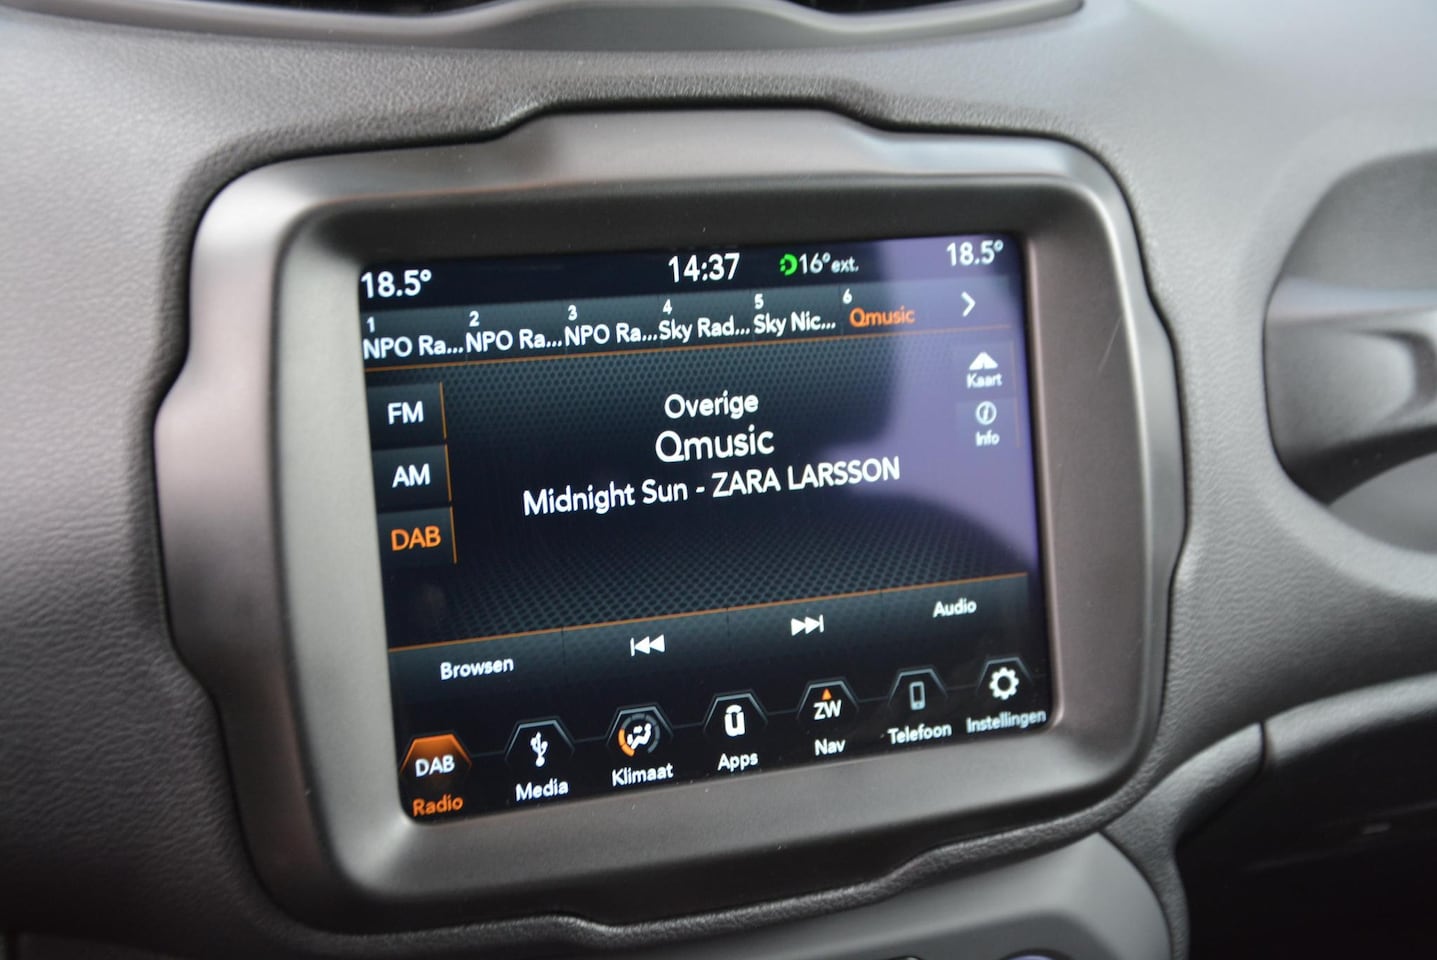 18.5° 14:37 16°ext. 18.5°
1 2 3 4 5 6
NPO Ra... NPO Ra... NPO Ra... Sky Rad... Sky Nic... Qmusic
Kaart
FM
Overige
Info
Qmusic
AM
Midnight Sun - ZARA LARSSON
DAB
Browsen Audio
DAB ZW
Radio Media Klimaat Apps Nav Telefoon Instellingen